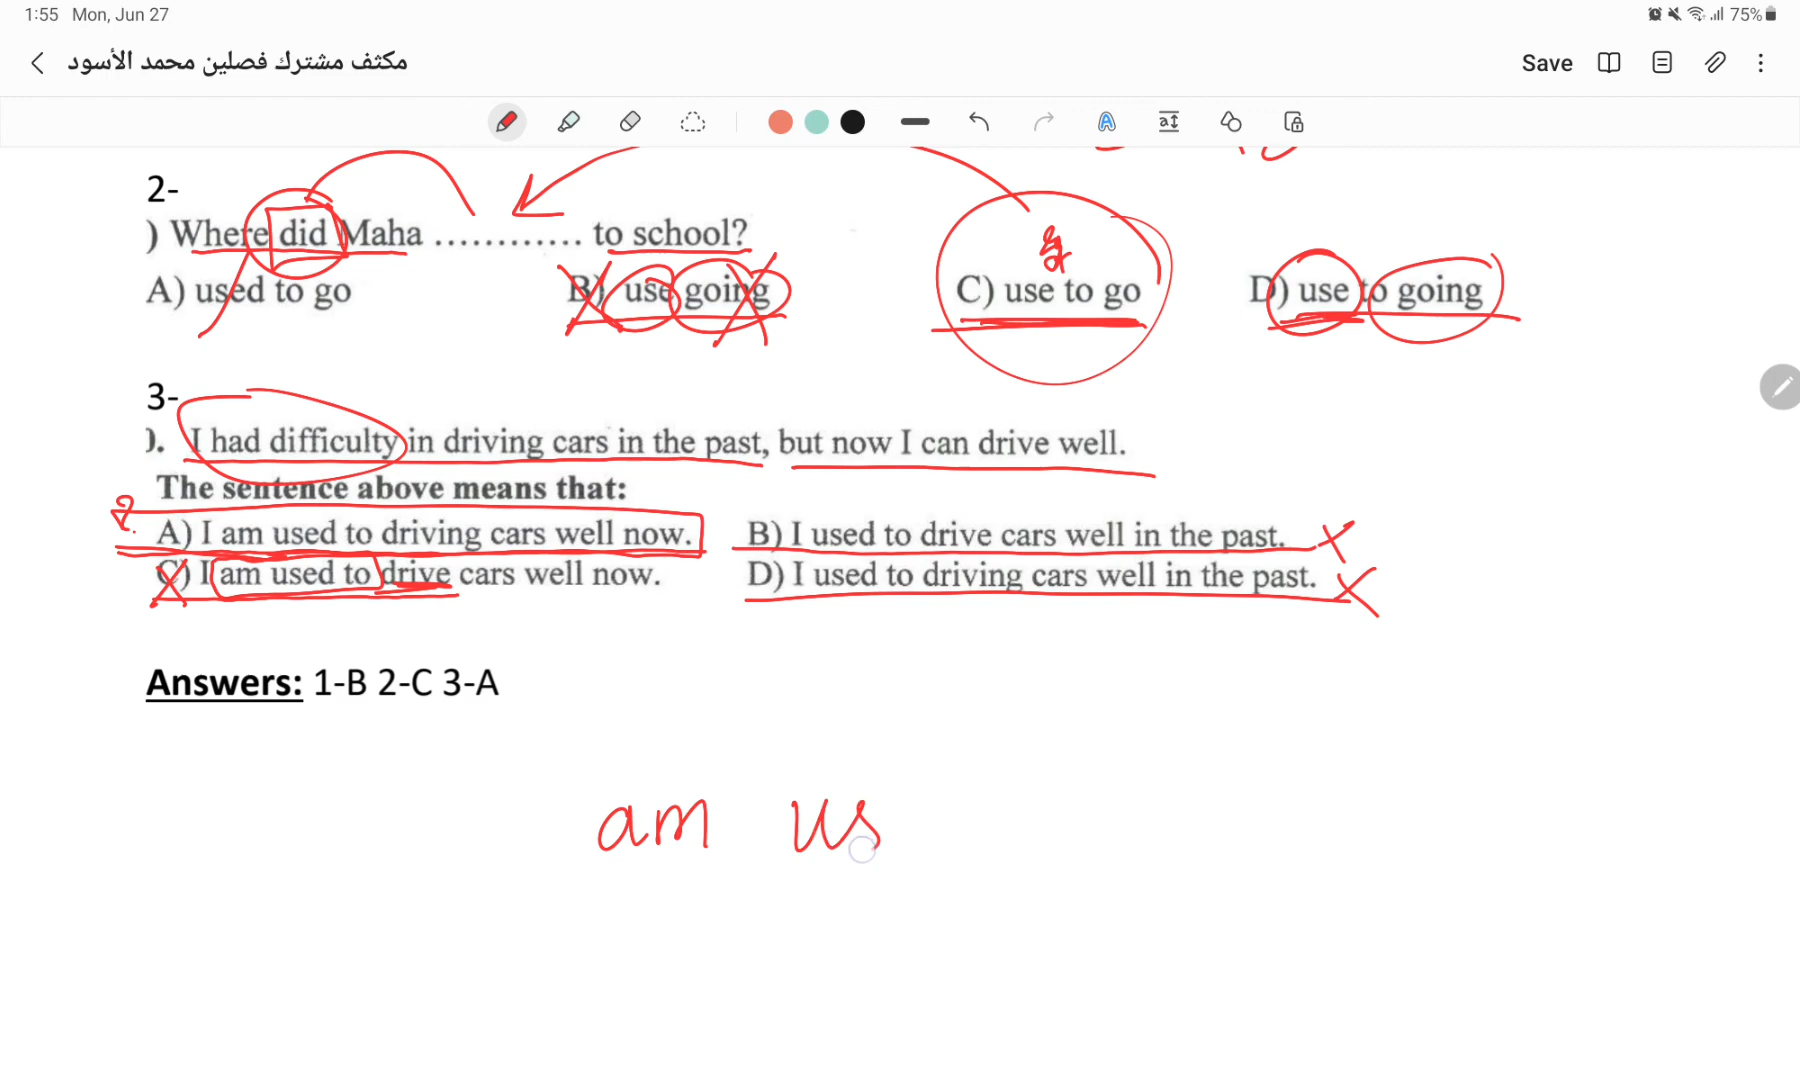 1:55 Mon, Jun 27 75%
مكثف مشترك فصلين محمد الأسود
Save
2-
) Where did Maha ............ to school?
A) used to go B) use going C) use to go D) use to going
3-
). I had difficulty in driving cars in the past, but now I can drive well.
The sentence above means that:
A) I am used to driving cars well now. B) I used to drive cars well in the past.
C) I am used to drive cars well now. D) I used to driving cars well in the past.
Answers: 1-B 2-C 3-A
am us